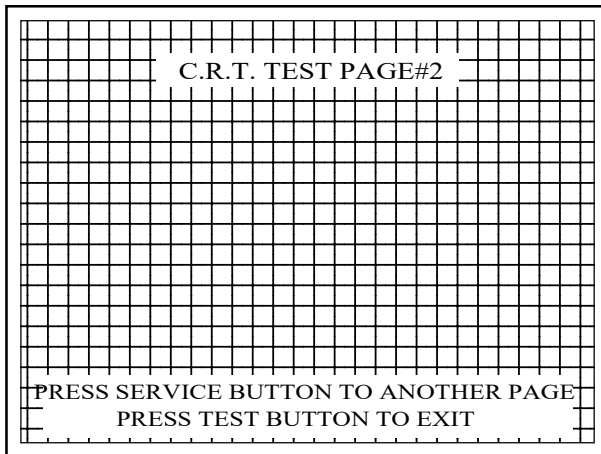 C.R.T. TEST PAGE#2
PRESS SERVICE BUTTON TO ANOTHER PAGE
PRESS TEST BUTTON TO EXIT